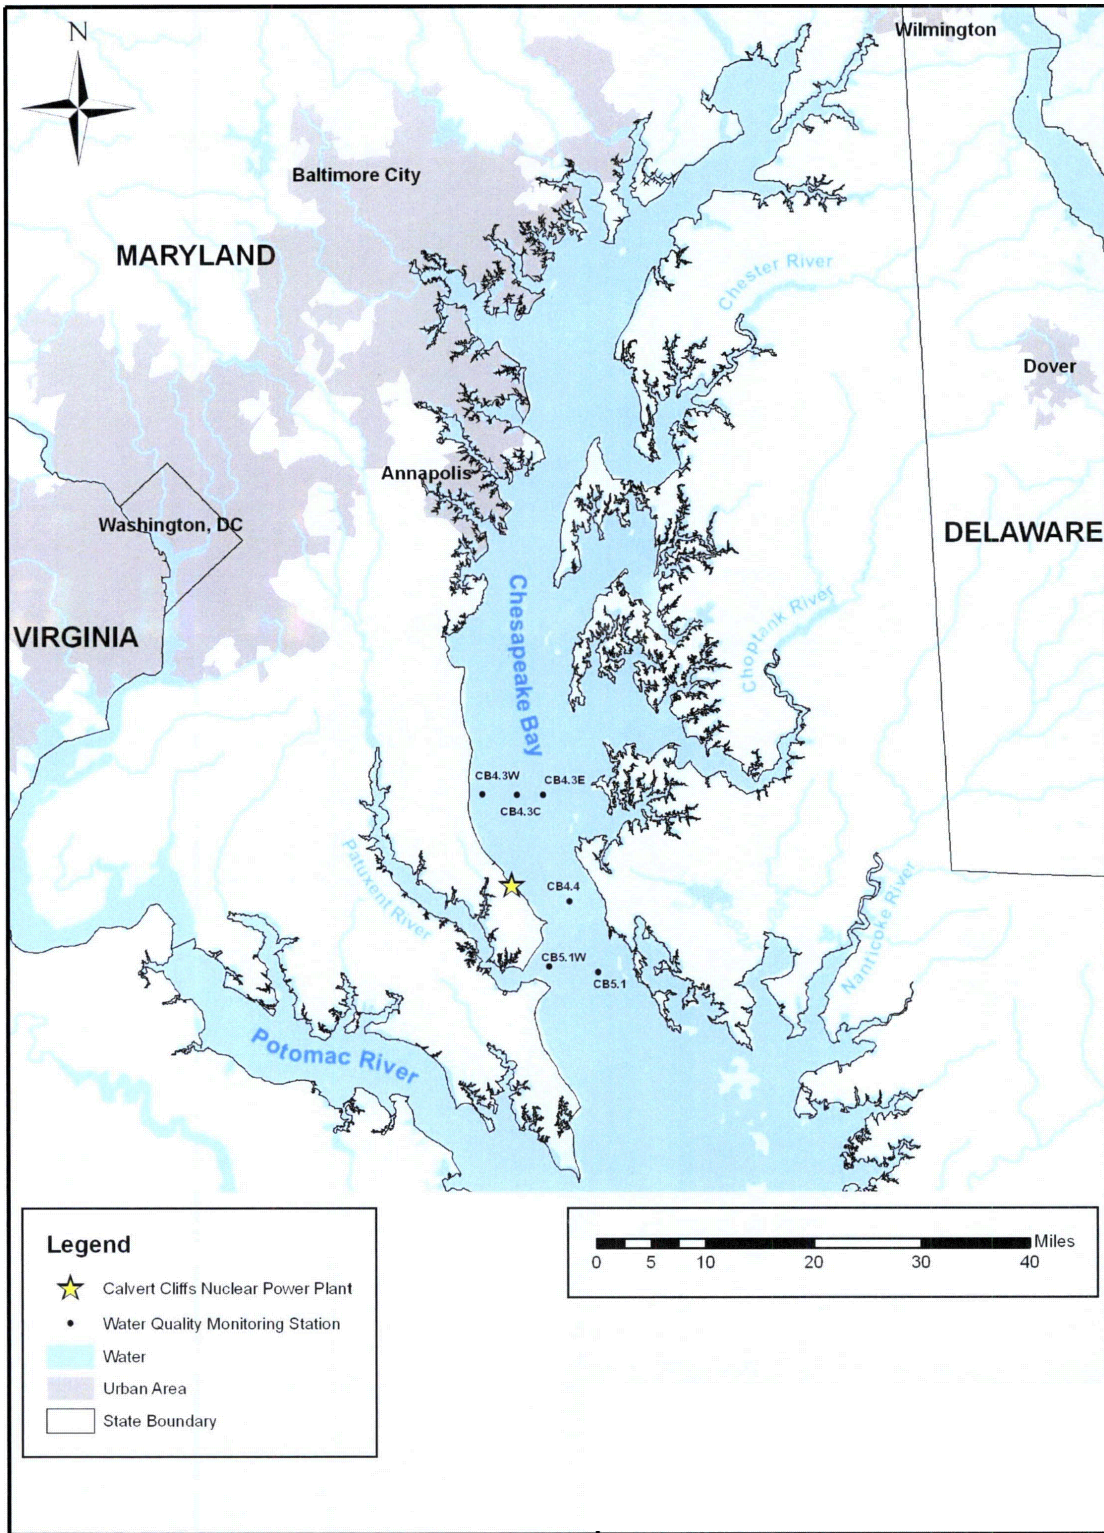 N
Wilmington
Baltimore City
MARYLAND
Chester River
Dover
Annapolis
Washington, DC
DELAWARE
VIRGINIA
Chesapeake Bay
Choptank River
CB4.3W
CB4.3E
CB4.3C
Patuxent River
CB4.4
Nanticoke River
CB5.1W
CB5.1
Potomac River
Legend
Calvert Cliffs Nuclear Power Plant
Water Quality Monitoring Station
Water
Urban Area
State Boundary
Miles
0 5 10 20 30 40